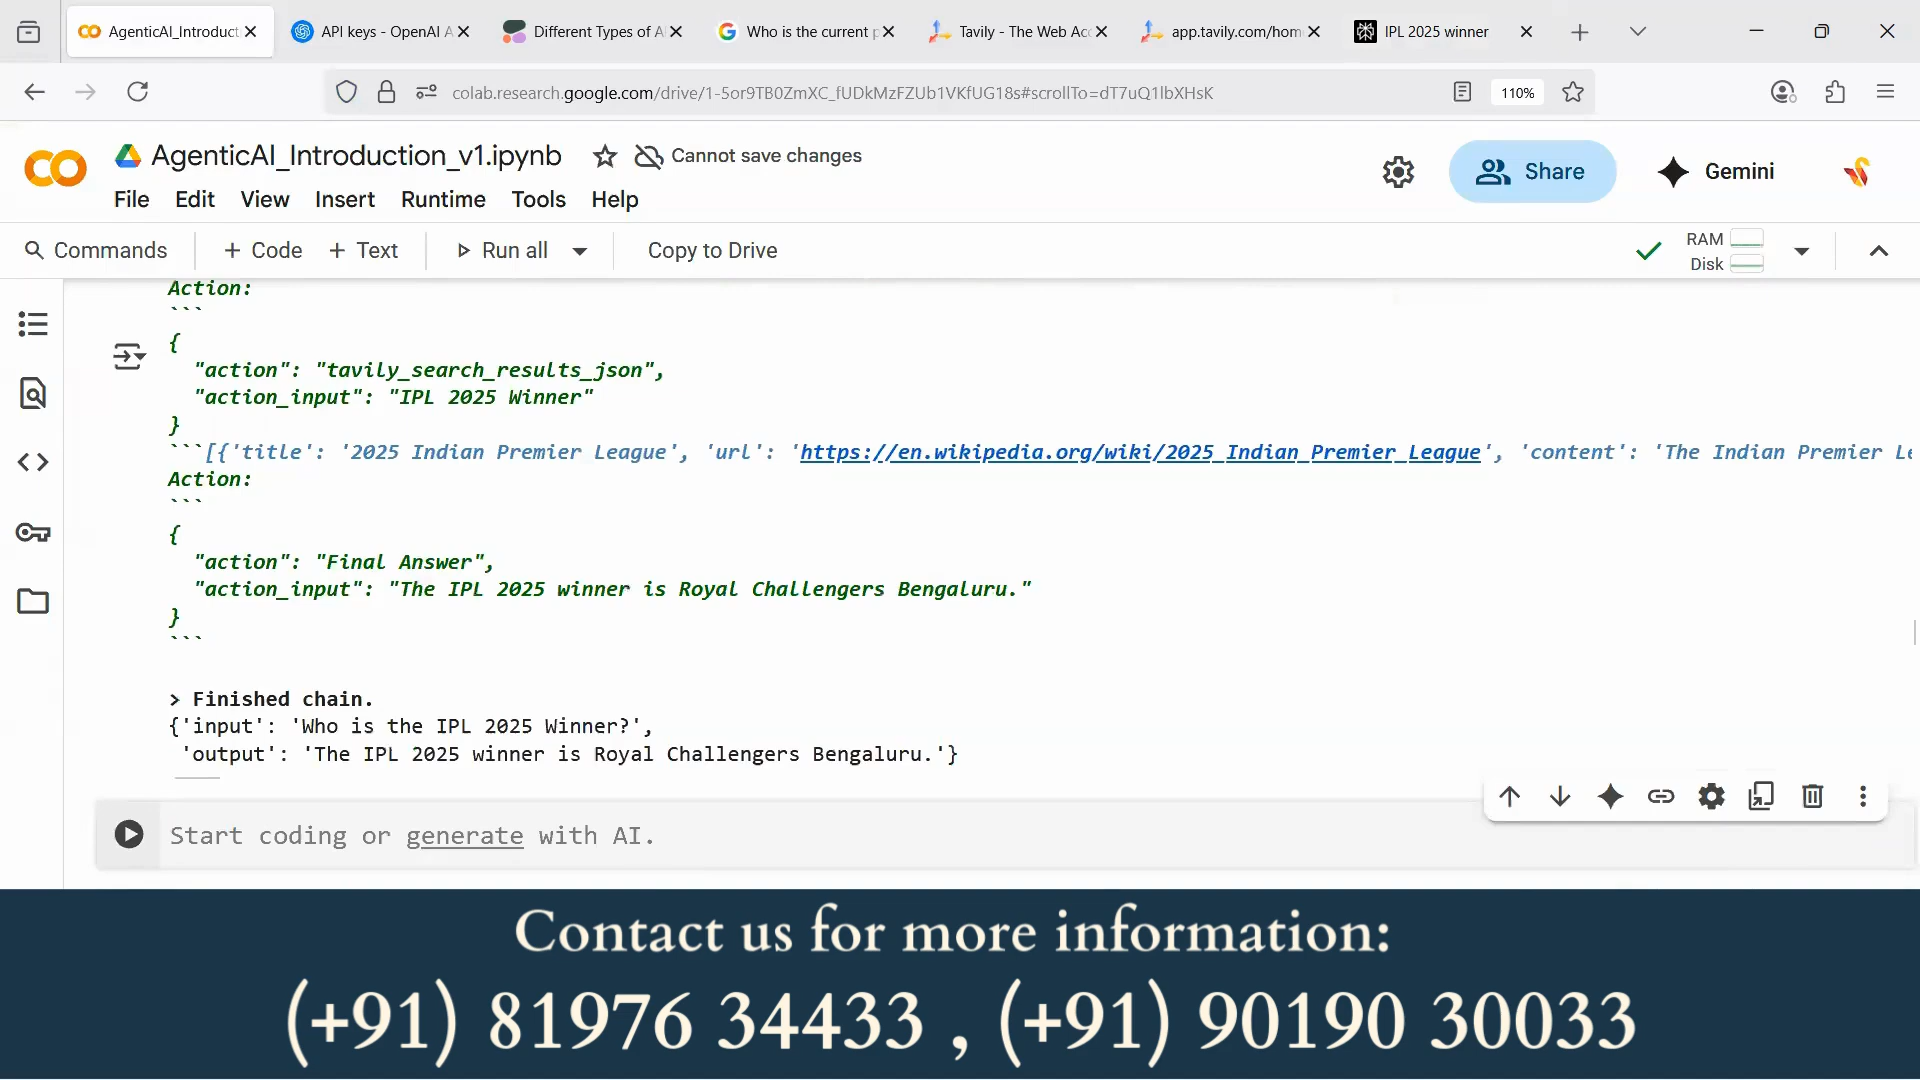 AgenticAI_Introduct
API keys - OpenAI A
Different Types of A
Who is the current p
Tavily - The Web Acc
app.tavily.com/hom
IPL 2025 winner
colab.research.google.com/drive/1-5or9TB0ZmXC_fUDkMzFZUb1VKfUG18s#scrollTo=dT7uQ1lbXHsK
110%
AgenticAI_Introduction_v1.ipynb
Cannot save changes
File Edit View Insert Runtime Tools Help
Share
Gemini
Commands
+ Code + Text
Run all
Copy to Drive
RAM
Disk
Action:
```
{
"action": "tavily_search_results_json",
"action_input": "IPL 2025 Winner"
}
```[{'title': '2025 Indian Premier League', 'url': 'https://en.wikipedia.org/wiki/2025_Indian_Premier_League', 'content': 'The Indian Premier Le
Action:
```
{
"action": "Final Answer",
"action_input": "The IPL 2025 winner is Royal Challengers Bengaluru."
}
```
> Finished chain.
{'input': 'Who is the IPL 2025 Winner?',
'output': 'The IPL 2025 winner is Royal Challengers Bengaluru.'}
Start coding or generate with AI.
Contact us for more information:
(+91) 81976 34433 , (+91) 90190 30033